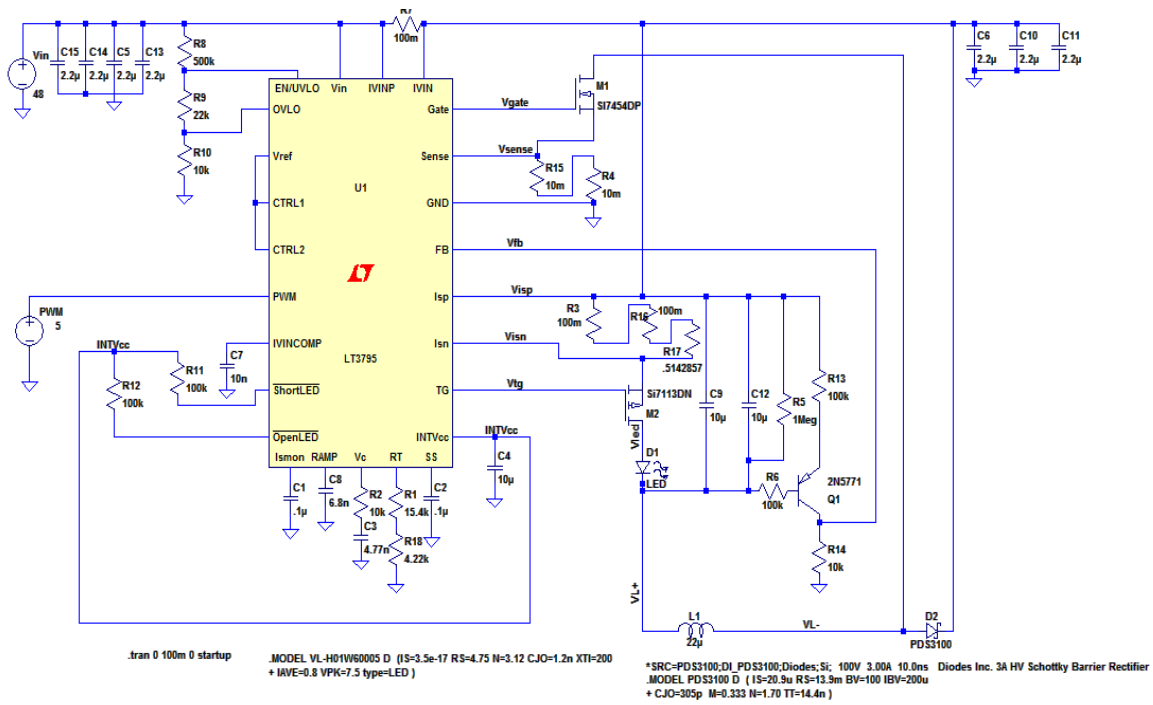 R7
100m
Vin
48
C15
2.2µ
C14
2.2µ
C5
2.2µ
C13
2.2µ
R8
500k
R9
22k
R10
10k
EN/UVLO Vin IVINP IVIN
OVLO
Vref
CTRL1
CTRL2
PWM
IVINCOMP
ShortLED
OpenLED
Ismon RAMP Vc RT SS
Gate
Sense
GND
FB
Isp
Isn
TG
INTVcc
U1
LT3795
C6
2.2µ
C10
2.2µ
C11
2.2µ
M1
SI7454DP
Vgate
Vsense
R15
10m
R4
10m
Vfb
Visp
R3
100m
R16
100m
Visn
R17
.5142857
Vtg
Si7113DN
M2
Vled
D1
LED
C9
10µ
C12
10µ
R5
1Meg
R13
100k
R6
100k
2N5771
Q1
R14
10k
PWM
5
INTVcc
R12
100k
R11
100k
C7
10n
INTVcc
C4
10µ
C1
.1µ
C8
6.8n
R2
10k
C3
4.77n
R1
15.4k
R18
4.22k
C2
.1µ
VL+
L1
22µ
VL-
D2
PDS3100
.tran 0 100m 0 startup
.MODEL VL-H01W60005 D (IS=3.5e-17 RS=4.75 N=3.12 CJO=1.2n XTI=200
+ IAVE=0.8 VPK=7.5 type=LED )
*SRC=PDS3100;DI_PDS3100;Diodes;Si; 100V 3.00A 10.0ns Diodes Inc. 3A HV Schottky Barrier Rectifier
.MODEL PDS3100 D ( IS=20.9u RS=13.9m BV=100 IBV=200u
+ CJO=305p M=0.333 N=1.70 TT=14.4n )